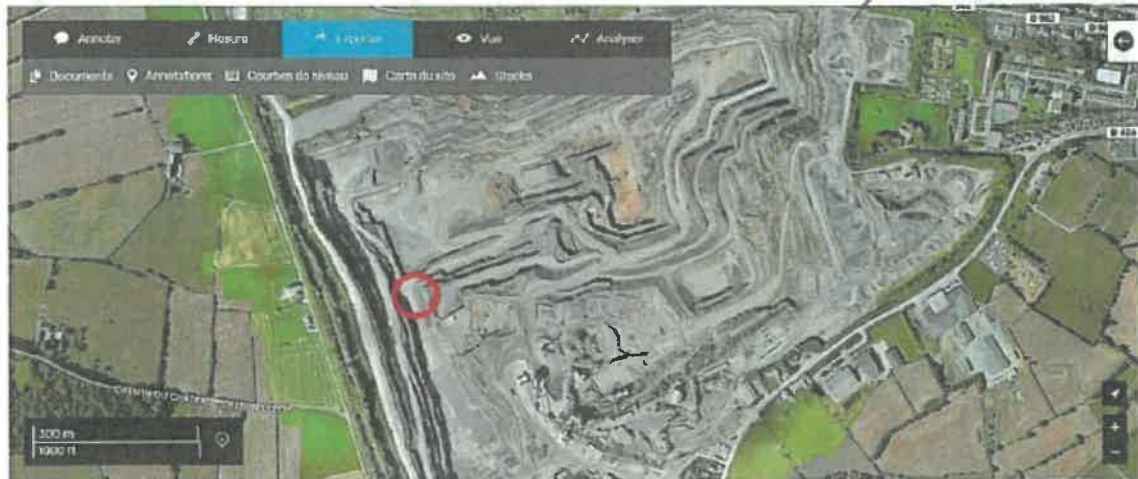 Annoter Mesure Exporter Vue Analyser
Documents Annotations Courbes de niveau Carte du site Stocks
300 m
1000 ft